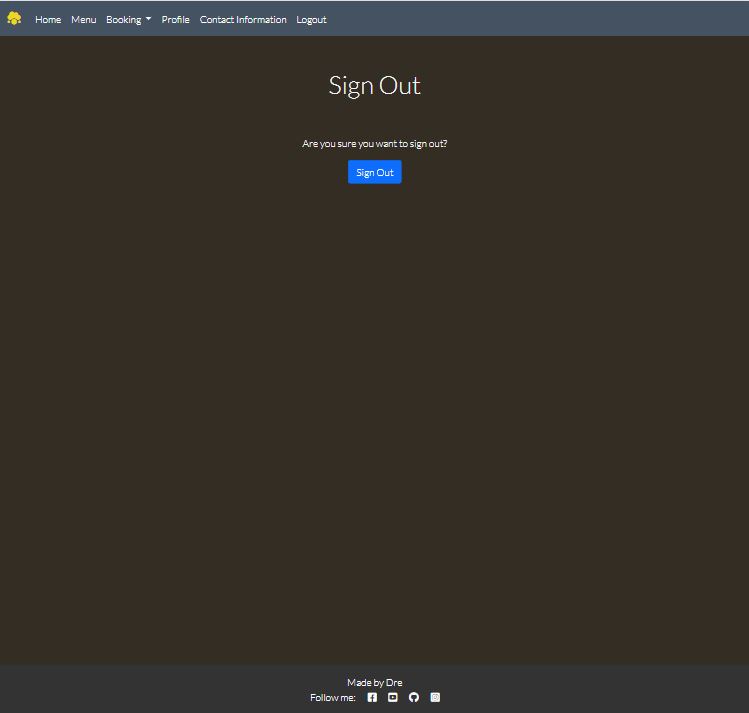 Home Menu Booking Profile Contact Information Logout
Sign Out
Are you sure you want to sign out?
Sign Out
Made by Dre
Follow me: